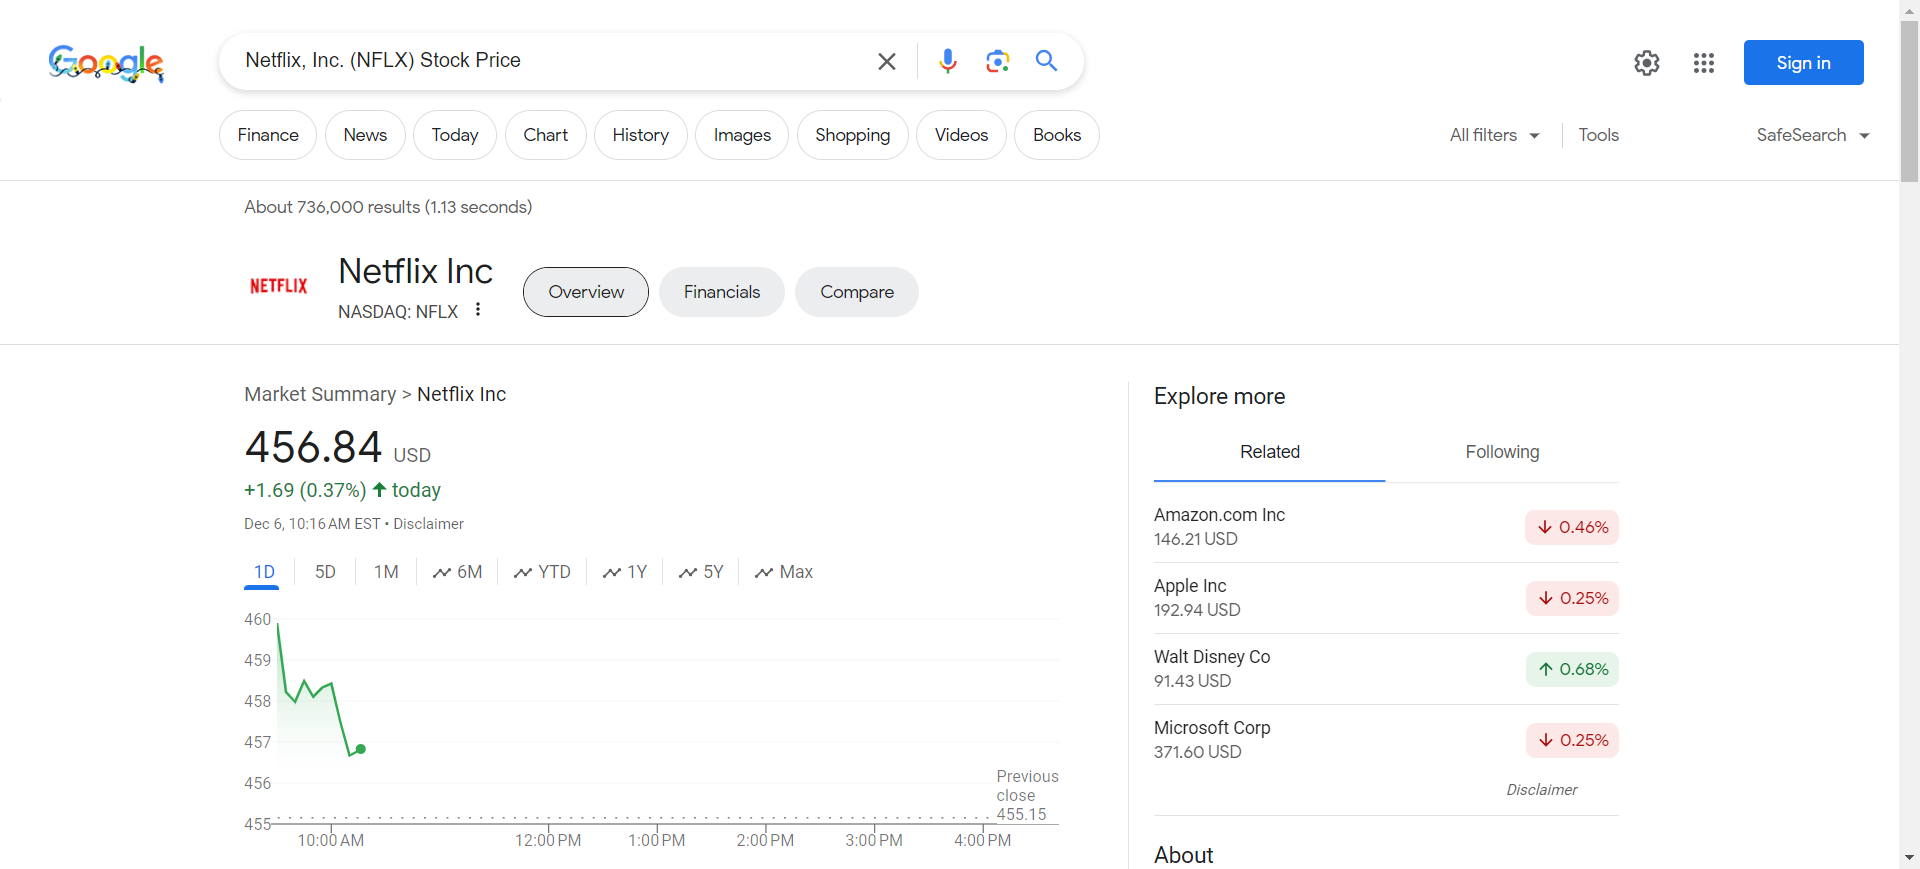 Google
Netflix, Inc. (NFLX) Stock Price
Sign in
Finance
News
Today
Chart
History
Images
Shopping
Videos
Books
All filters
Tools
SafeSearch
About 736,000 results (1.13 seconds)
NETFLIX
Netflix Inc
NASDAQ: NFLX
Overview
Financials
Compare
Market Summary > Netflix Inc
456.84 USD
+1.69 (0.37%) today
Dec 6, 10:16 AM EST • Disclaimer
1D
5D
1M
6M
YTD
1Y
5Y
Max
460
459
458
457
456
455
Previous
close
455.15
10:00 AM
12:00 PM
1:00 PM
2:00 PM
3:00 PM
4:00 PM
Explore more
Related
Following
Amazon.com Inc
146.21 USD
0.46%
Apple Inc
192.94 USD
0.25%
Walt Disney Co
91.43 USD
0.68%
Microsoft Corp
371.60 USD
0.25%
Disclaimer
About